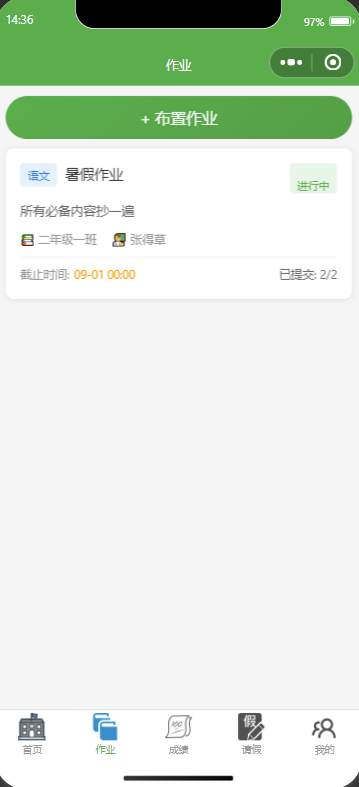 14:36
97%
作业
+ 布置作业
语文 暑假作业 进行中
所有必备内容抄一遍
二年级一班 张得草
截止时间: 09-01 00:00 已提交: 2/2
100 假
首页 作业 成绩 请假 我的